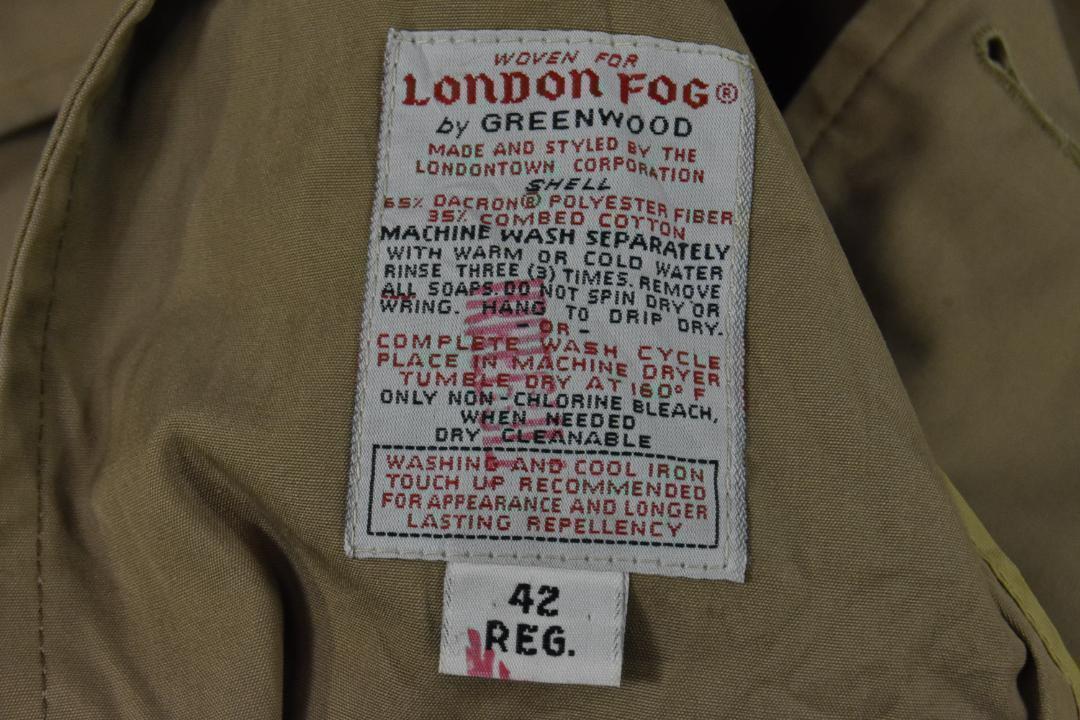 WOVEN FOR
LONDON FOG®
by GREENWOOD
MADE AND STYLED BY THE
LONDONTOWN CORPORATION
SHELL
65% DACRON® POLYESTER FIBER
35% COMBED COTTON
MACHINE WASH SEPARATELY
WITH WARM OR COLD WATER
RINSE THREE (3) TIMES. REMOVE
ALL SOAPS. DO NOT SPIN DRY OR
WRING. HANG TO DRIP DRY.
- OR -
COMPLETE WASH CYCLE
PLACE IN MACHINE DRYER
TUMBLE DRY AT 160° F
ONLY NON-CHLORINE BLEACH,
WHEN NEEDED
DRY CLEANABLE
WASHING AND COOL IRON
TOUCH UP RECOMMENDED
FOR APPEARANCE AND LONGER
LASTING REPELLENCY
42
REG.